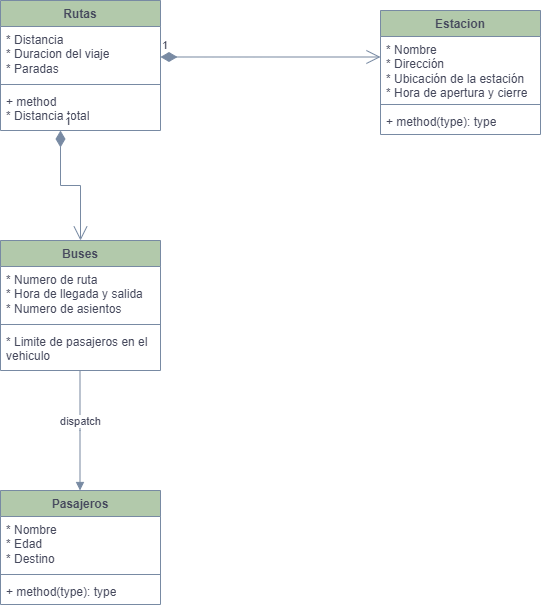 Rutas
* Distancia
* Duracion del viaje
* Paradas
+ method
* Distancia total
1
1
Estacion
* Nombre
* Dirección
* Ubicación de la estación
* Hora de apertura y cierre
+ method(type): type
Buses
* Numero de ruta
* Hora de llegada y salida
* Numero de asientos
* Limite de pasajeros en el
vehiculo
dispatch
Pasajeros
* Nombre
* Edad
* Destino
+ method(type): type